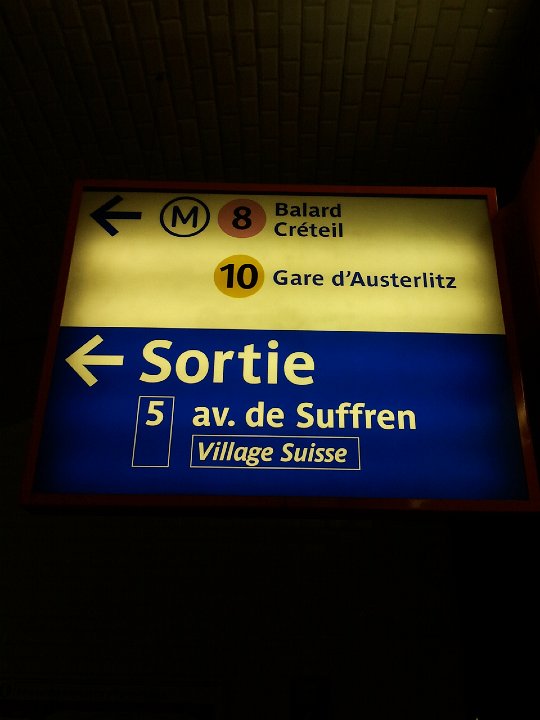 ← M 8 Balard
Créteil
10 Gare d'Austerlitz
← Sortie
5 av. de Suffren
Village Suisse